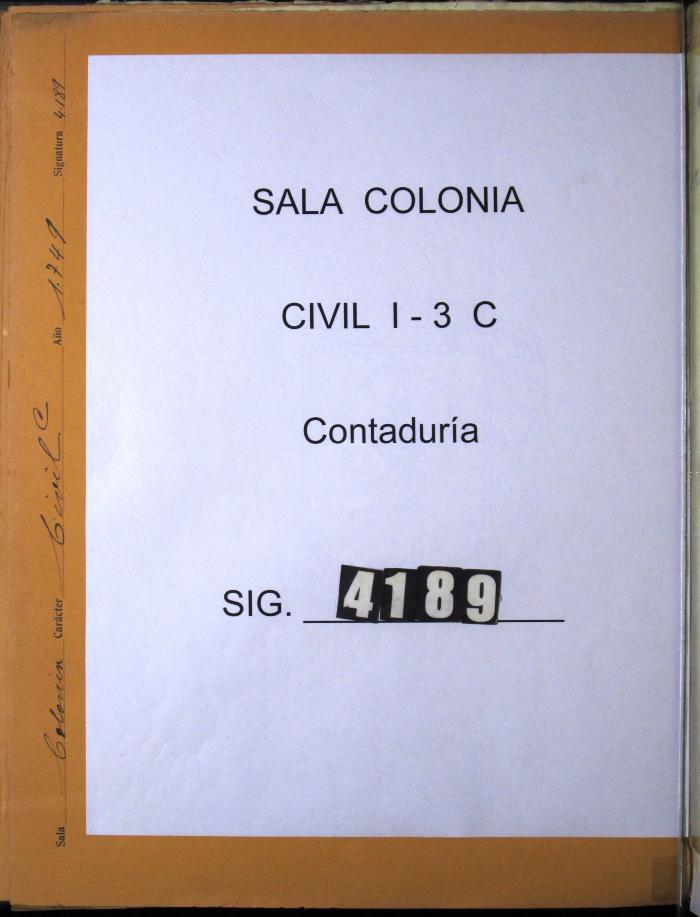 SALA COLONIA
CIVIL I - 3 C
Contaduría
SIG. 4189
Sala Colonia Carácter Civil C Año 1.749 Signatura 4.189